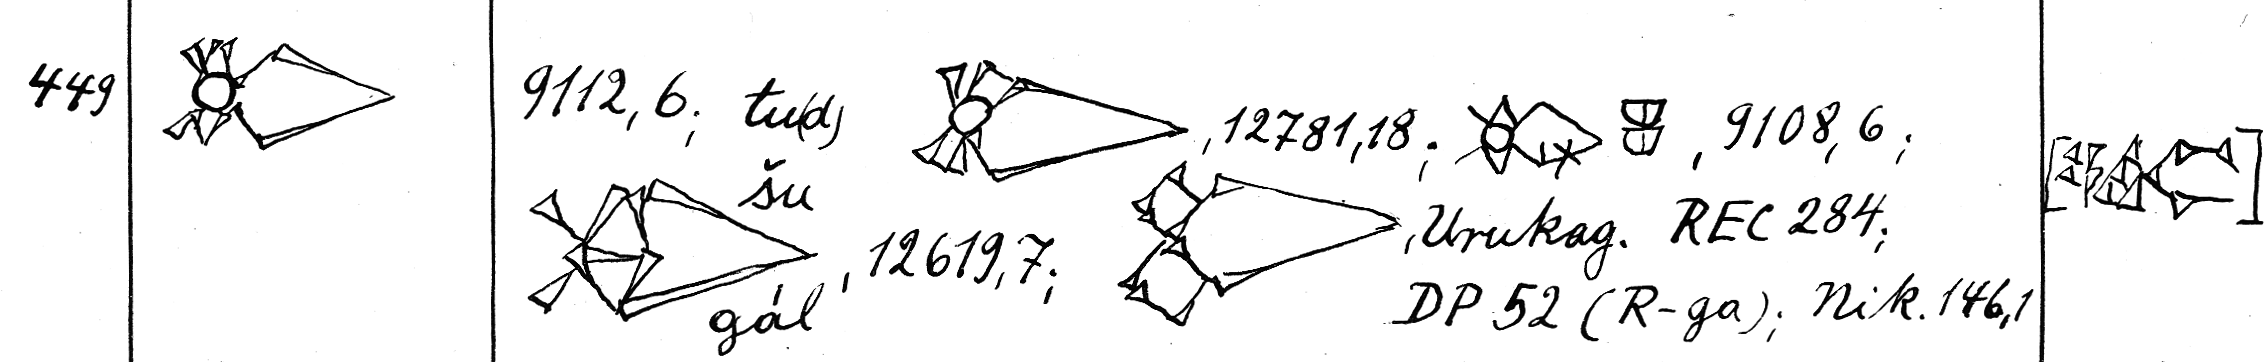 449 9112,6; tu(d) , 12781,18; , 9108,6;
šu
, 12619,7; , Urukag. REC 284;
gál DP 52 (R-ga); Nik. 146,1
[ ]